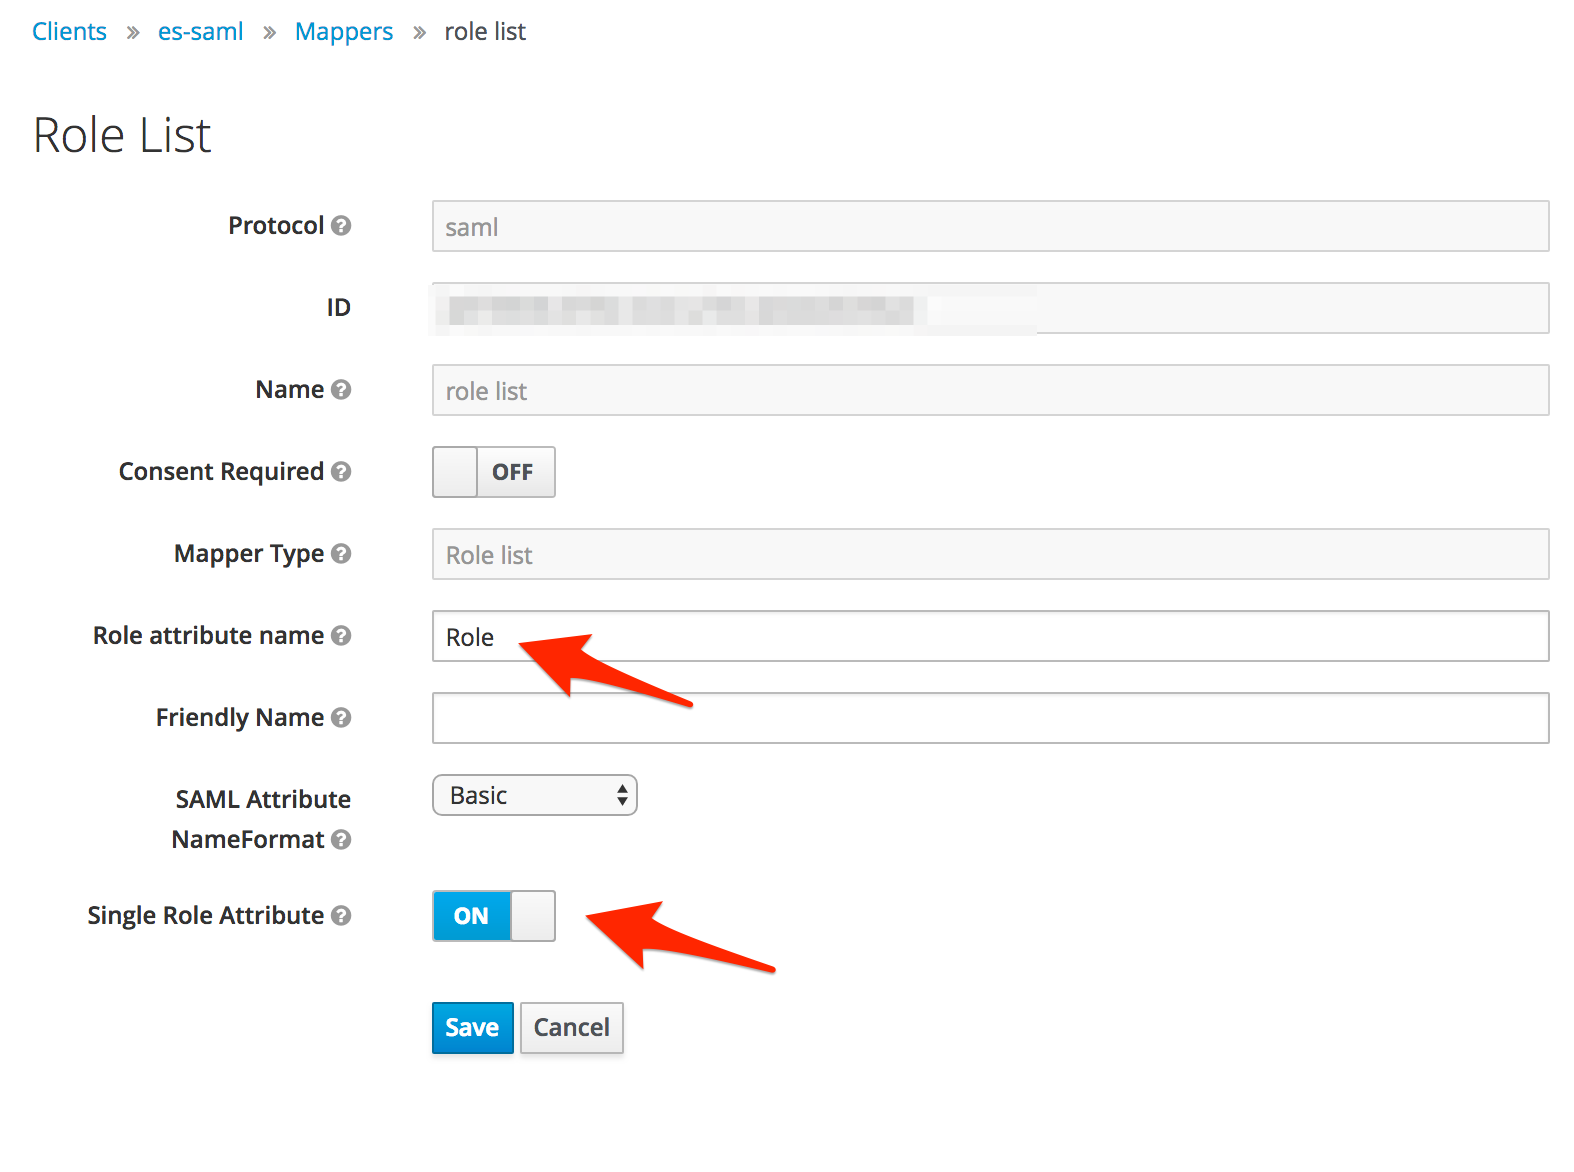 Clients » es-saml » Mappers » role list
Role List
Protocol saml
ID
Name role list
Consent Required OFF
Mapper Type Role list
Role attribute name Role
Friendly Name
SAML Attribute NameFormat Basic
Single Role Attribute ON
Save Cancel